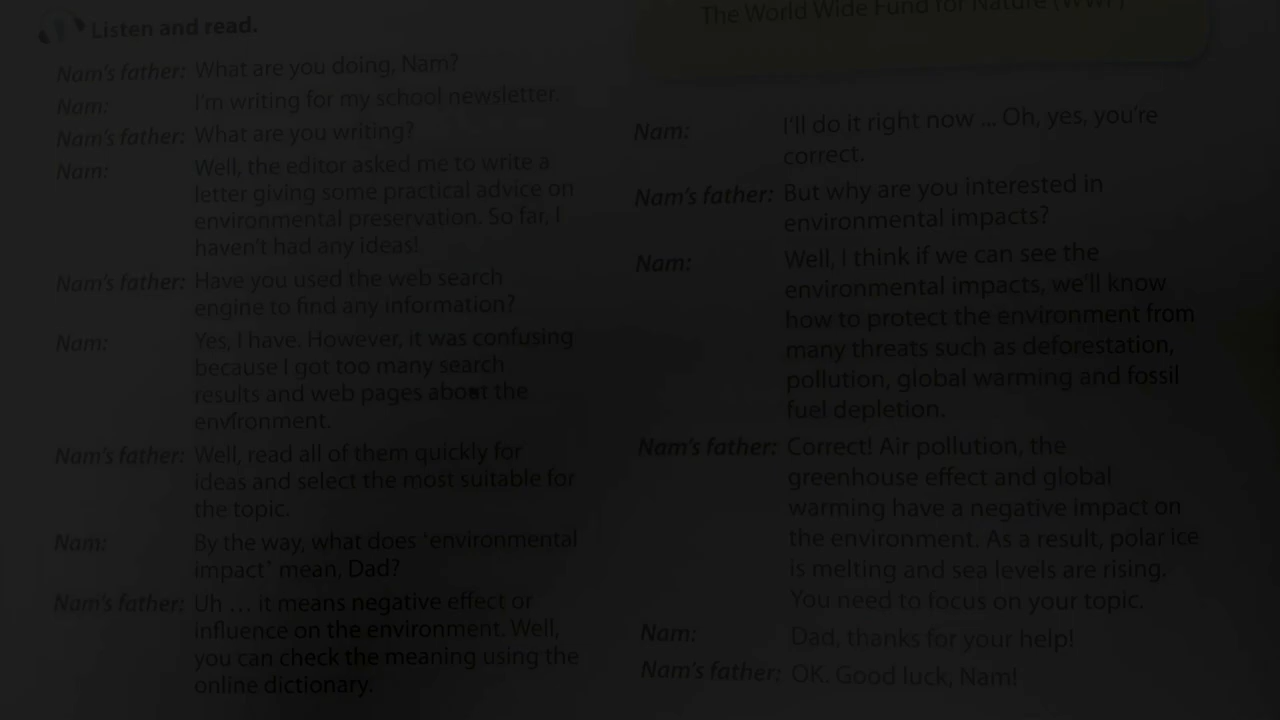 Listen and read.
Nam's father: What are you doing, Nam?
Nam: I'm writing for my school newsletter.
Nam's father: What are you writing?
Nam: Well, the editor asked me to write a
letter giving some practical advice on
environmental preservation. So far, I
haven't had any ideas!
Nam's father: Have you used the web search
engine to find any information?
Nam: Yes, I have. However, it was confusing
because I got too many search
results and web pages about the
environment.
Nam's father: Well, read all of them quickly for
ideas and select the most suitable for
the topic.
Nam: By the way, what does 'environmental
impact' mean, Dad?
Nam's father: Uh ... it means negative effect or
influence on the environment. Well,
you can check the meaning using the
online dictionary.
The World Wide Fund for Nature (WWF)
Nam: I'll do it right now ... Oh, yes, you're
correct.
Nam's father: But why are you interested in
environmental impacts?
Nam: Well, I think if we can see the
environmental impacts, we'll know
how to protect the environment from
many threats such as deforestation,
pollution, global warming and fossil
fuel depletion.
Nam's father: Correct! Air pollution, the
greenhouse effect and global
warming have a negative impact on
the environment. As a result, polar ice
is melting and sea levels are rising.
You need to focus on your topic.
Nam: Dad, thanks for your help!
Nam's father: OK. Good luck, Nam!